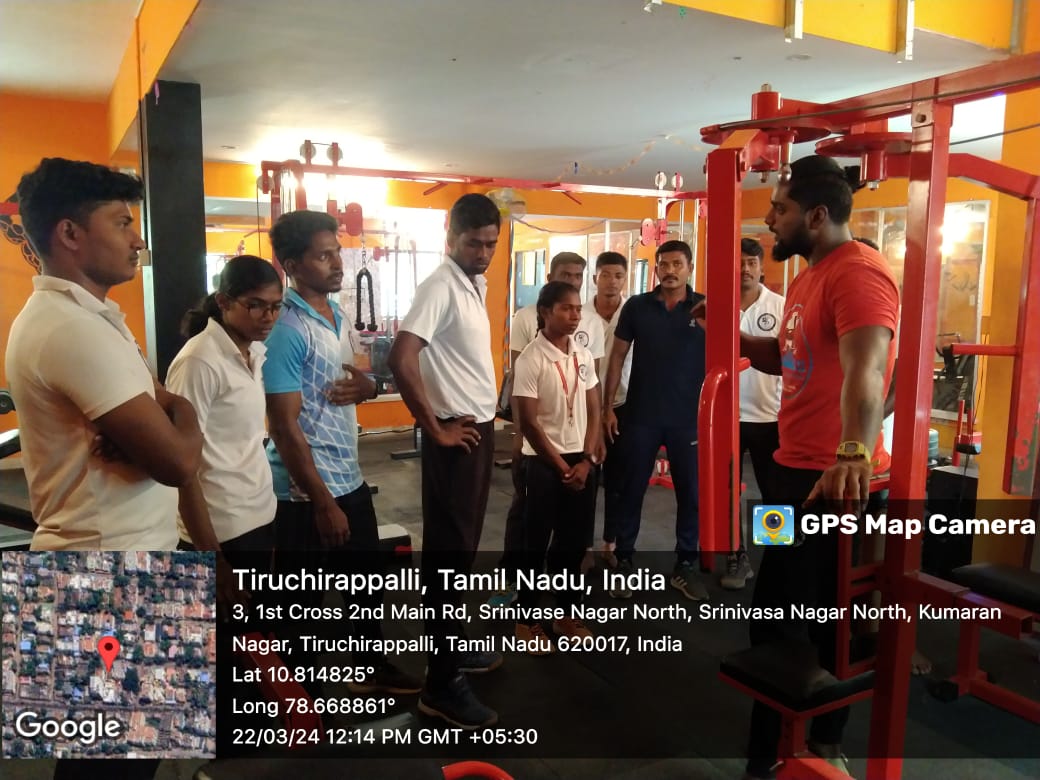 GPS Map Camera
Tiruchirappalli, Tamil Nadu, India
3, 1st Cross 2nd Main Rd, Srinivase Nagar North, Srinivasa Nagar North, Kumaran
Nagar, Tiruchirappalli, Tamil Nadu 620017, India
Lat 10.814825°
Long 78.668861°
22/03/24 12:14 PM GMT +05:30
Google